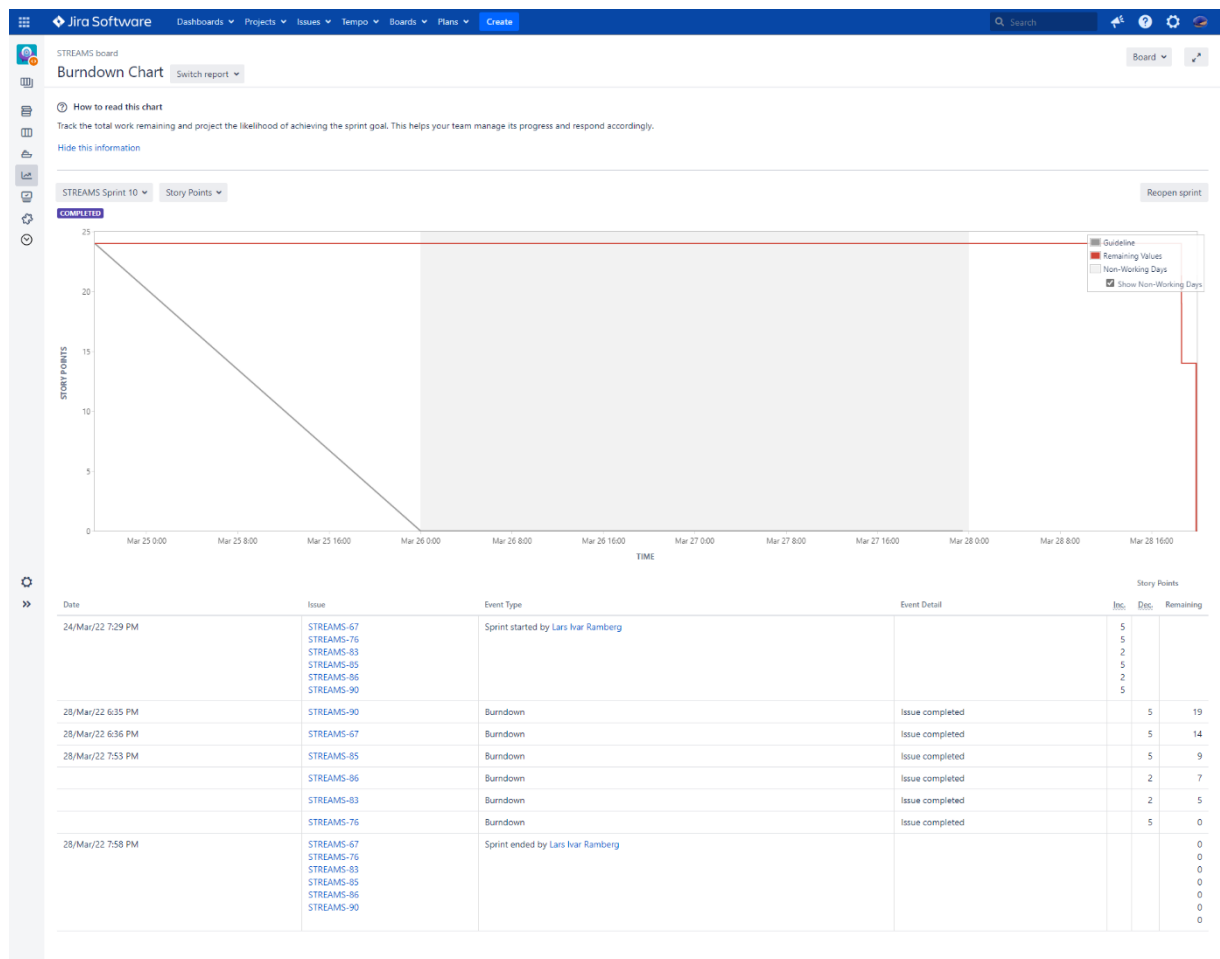 Jira Software Dashboards Projects Issues Tempo Boards Plans Create Search
STREAMS board
Burndown Chart Switch report Board
How to read this chart
Track the total work remaining and project the likelihood of achieving the sprint goal. This helps your team manage its progress and respond accordingly.
Hide this information
STREAMS Sprint 10 Story Points Reopen sprint
COMPLETED
25
20
15
10
5
0
STORY POINTS
Guideline
Remaining Values
Non-Working Days
Show Non-Working Days
Mar 25 0:00 Mar 25 8:00 Mar 25 16:00 Mar 26 0:00 Mar 26 8:00 Mar 26 16:00 Mar 27 0:00 Mar 27 8:00 Mar 27 16:00 Mar 28 0:00 Mar 28 8:00 Mar 28 16:00
TIME
Story Points
Date Issue Event Type Event Detail Inc. Dec. Remaining
24/Mar/22 7:29 PM STREAMS-67 Sprint started by Lars Ivar Ramberg 5
STREAMS-76 5
STREAMS-83 2
STREAMS-85 5
STREAMS-86 2
STREAMS-90 5
28/Mar/22 6:35 PM STREAMS-90 Burndown Issue completed 5 19
28/Mar/22 6:36 PM STREAMS-67 Burndown Issue completed 5 14
28/Mar/22 7:53 PM STREAMS-85 Burndown Issue completed 5 9
STREAMS-86 Burndown Issue completed 2 7
STREAMS-83 Burndown Issue completed 2 5
STREAMS-76 Burndown Issue completed 5 0
28/Mar/22 7:58 PM STREAMS-67 Sprint ended by Lars Ivar Ramberg 0
STREAMS-76 0
STREAMS-83 0
STREAMS-85 0
STREAMS-86 0
STREAMS-90 0
0